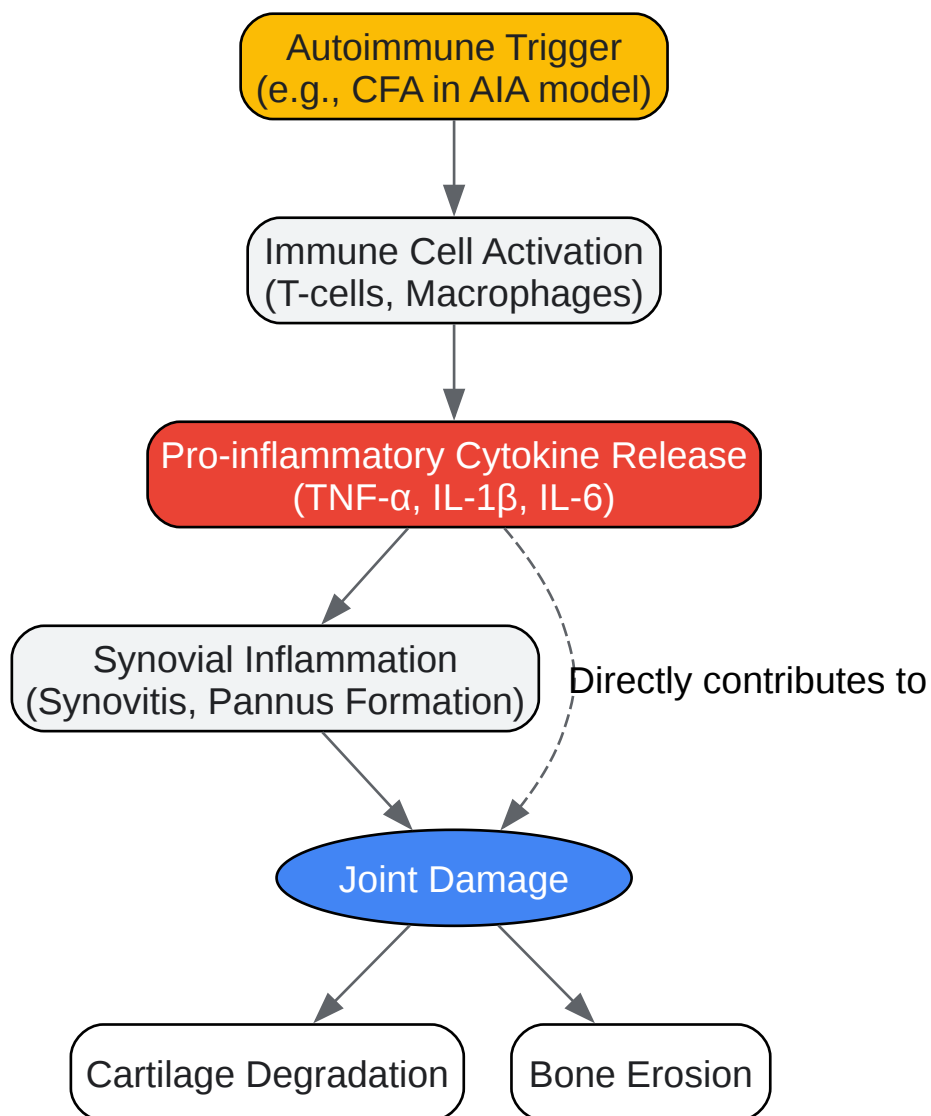 Autoimmune Trigger
(e.g., CFA in AIA model)
Immune Cell Activation
(T-cells, Macrophages)
Pro-inflammatory Cytokine Release
(TNF-α, IL-1β, IL-6)
Synovial Inflammation
(Synovitis, Pannus Formation)
Directly contributes to
Joint Damage
Cartilage Degradation
Bone Erosion